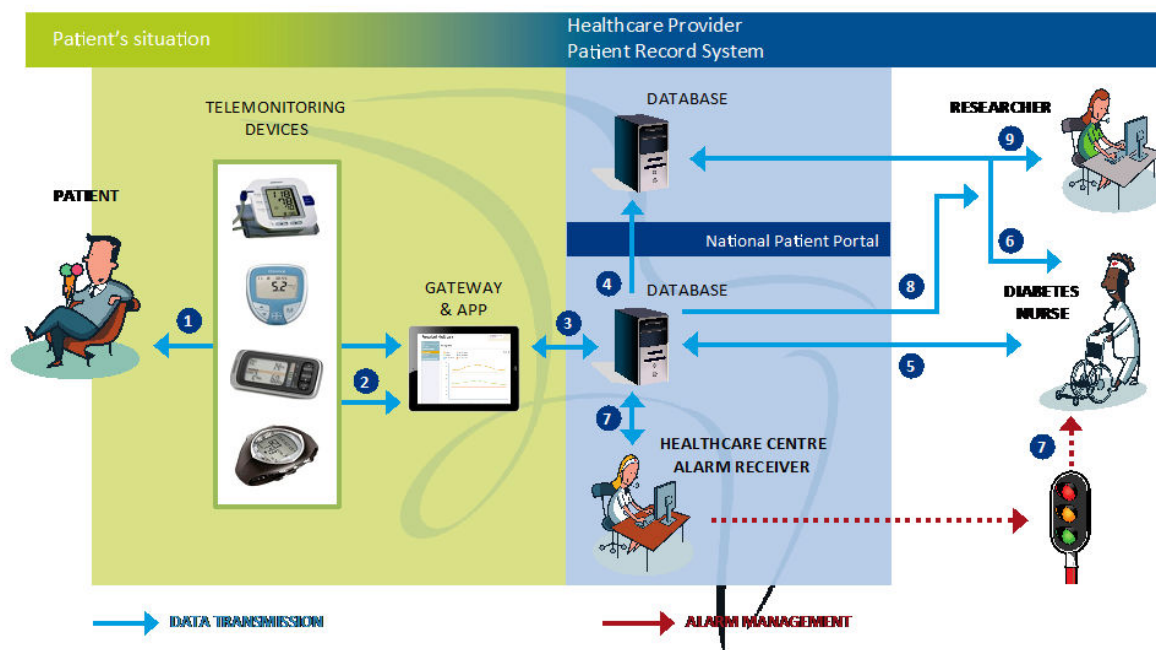 Patient's situation
Healthcare Provider
Patient Record System
TELEMONITORING
DEVICES
DATABASE
RESEARCHER
9
PATIENT
National Patient Portal
6
GATEWAY
& APP
4
DATABASE
8
DIABETES
NURSE
1
3
5
2
7
HEALTHCARE CENTRE
ALARM RECEIVER
7
DATA TRANSMISSION
ALARM MANAGEMENT
5.2